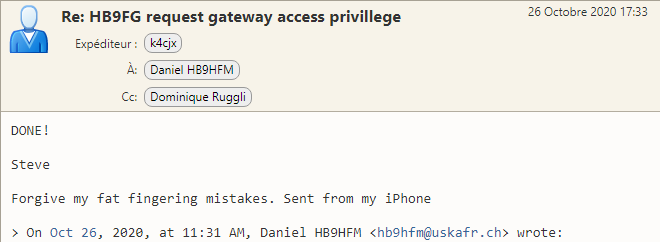 Re: HB9FG request gateway access privillege
26 Octobre 2020 17:33
Expéditeur : k4cjx
À: Daniel HB9HFM
Cc: Dominique Ruggli
DONE!
Steve
Forgive my fat fingering mistakes. Sent from my iPhone
> On Oct 26, 2020, at 11:31 AM, Daniel HB9HFM <hb9hfm@uskafr.ch> wrote: